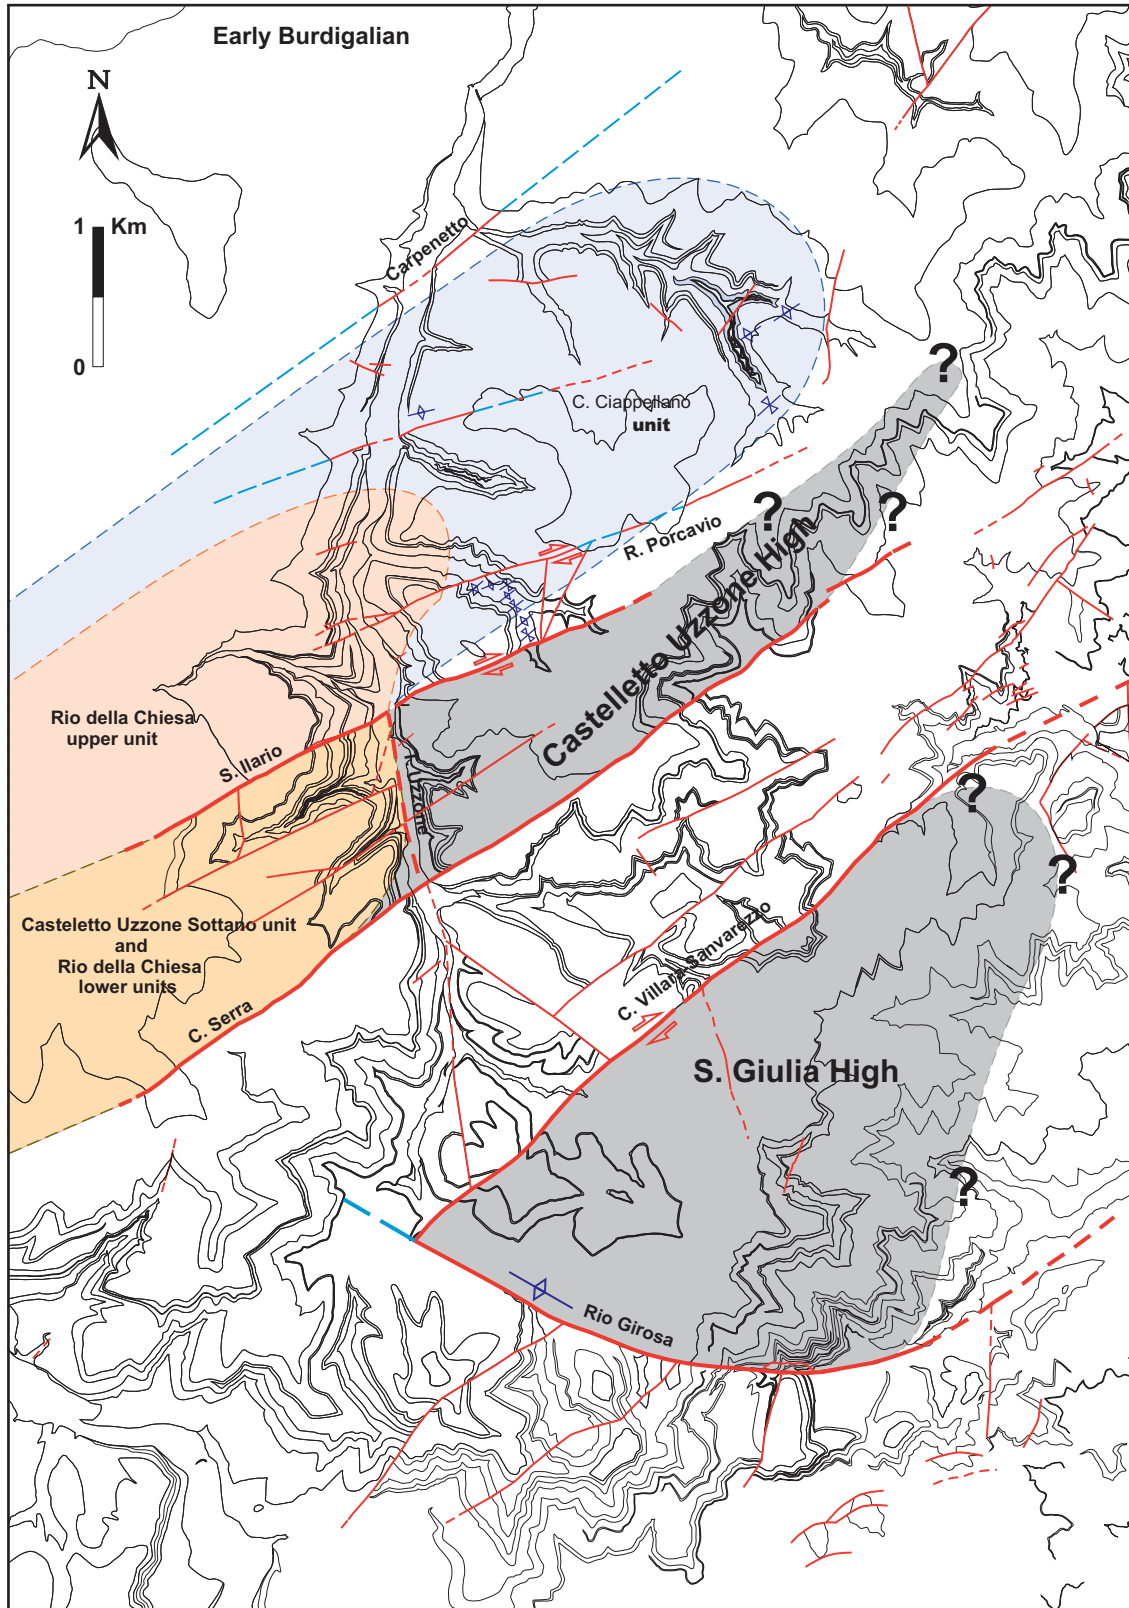 Early Burdigalian
N
1 Km
0
Carpenetto
C. Ciappellano
unit
R. Porcavio
?
?
?
Castelletto Uzzone High
Rio della Chiesa
upper unit
S. Ilario
Uzzone
Casteletto Uzzone Sottano unit
and
Rio della Chiesa
lower units
C. Serra
C. Villara-Sanvarezzo
?
?
S. Giulia High
?
Rio Girosa